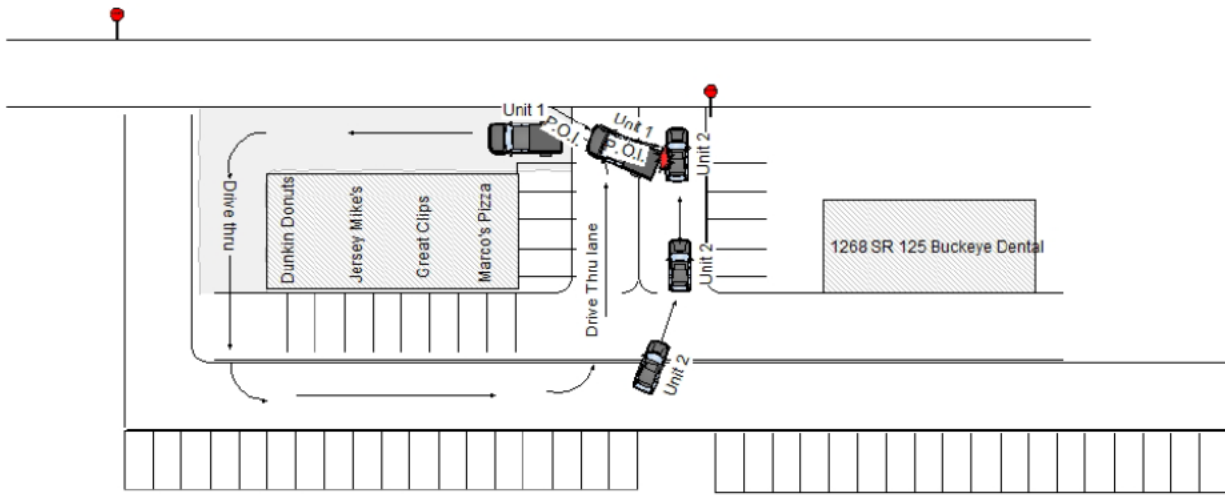 Unit 1
P.O.I.
Unit 1
P.O.I.
Unit 2
Drive thru
Dunkin Donuts
Jersey Mike's
Great Clips
Marco's Pizza
Drive Thru lane
Unit 2
1268 SR 125 Buckeye Dental
Unit 2